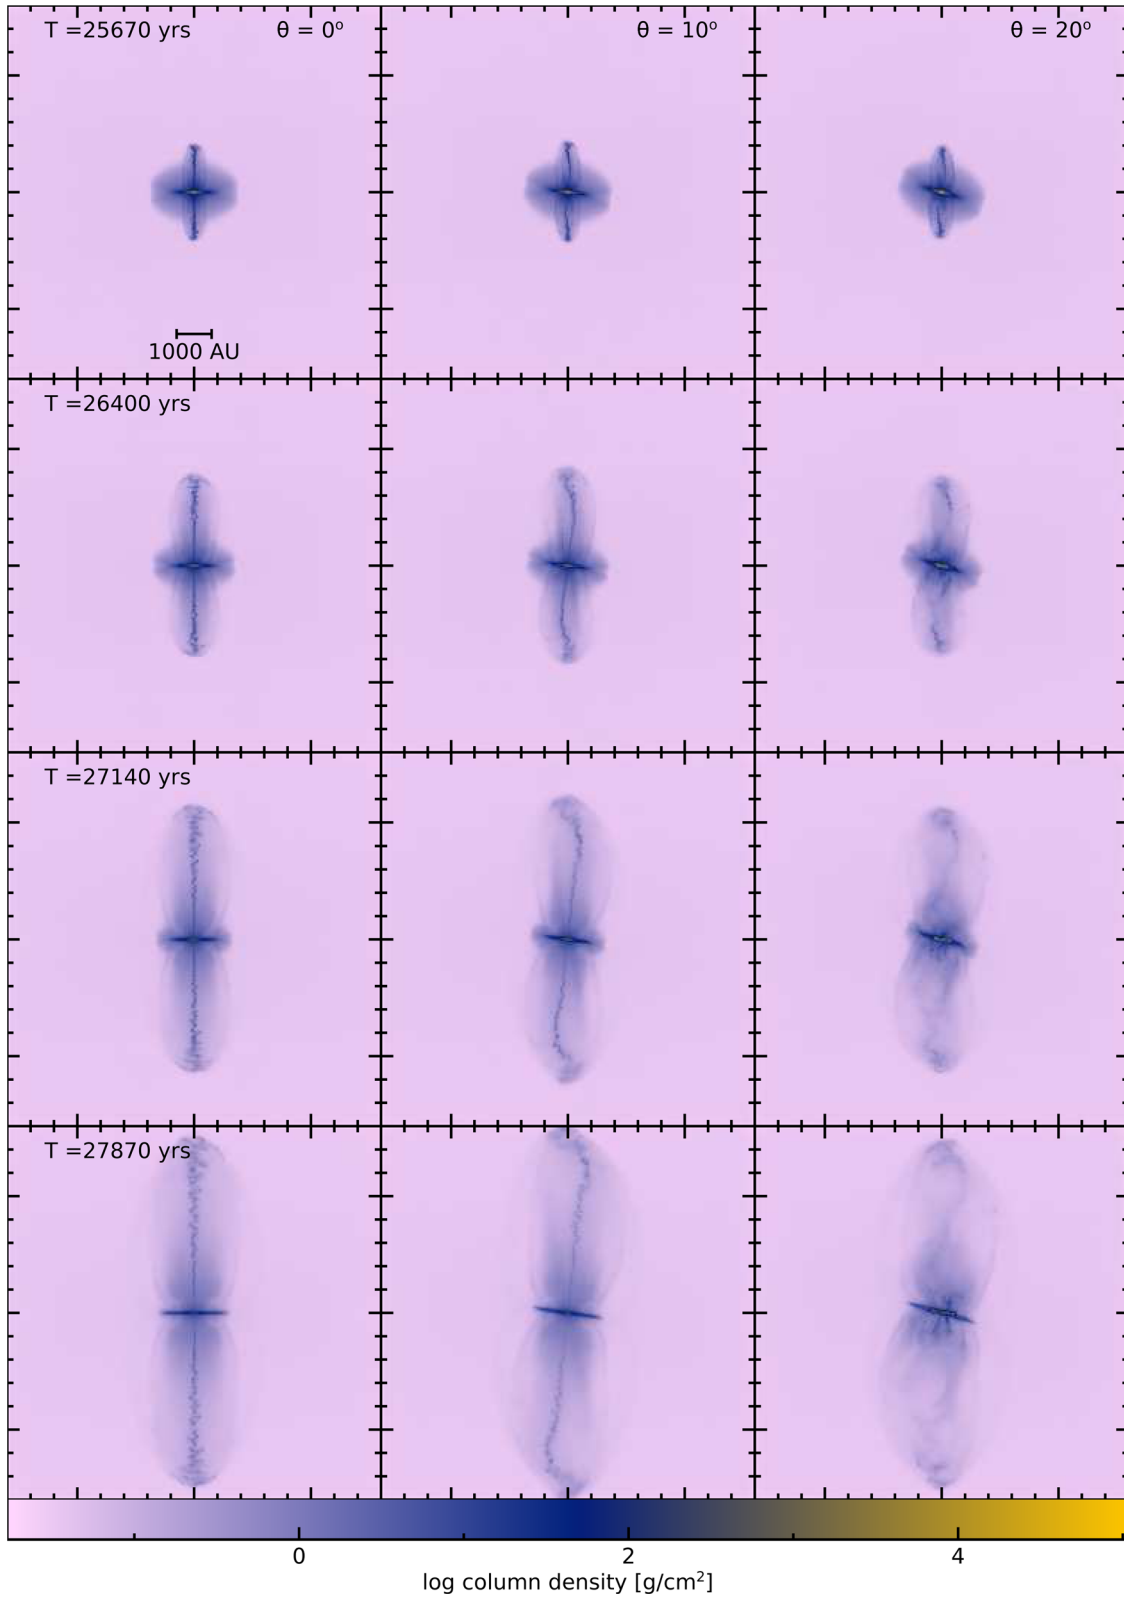 T =25670 yrs θ = 0° θ = 10° θ = 20°
1000 AU
T =26400 yrs
T =27140 yrs
T =27870 yrs
0 2 4
log column density [g/cm²]